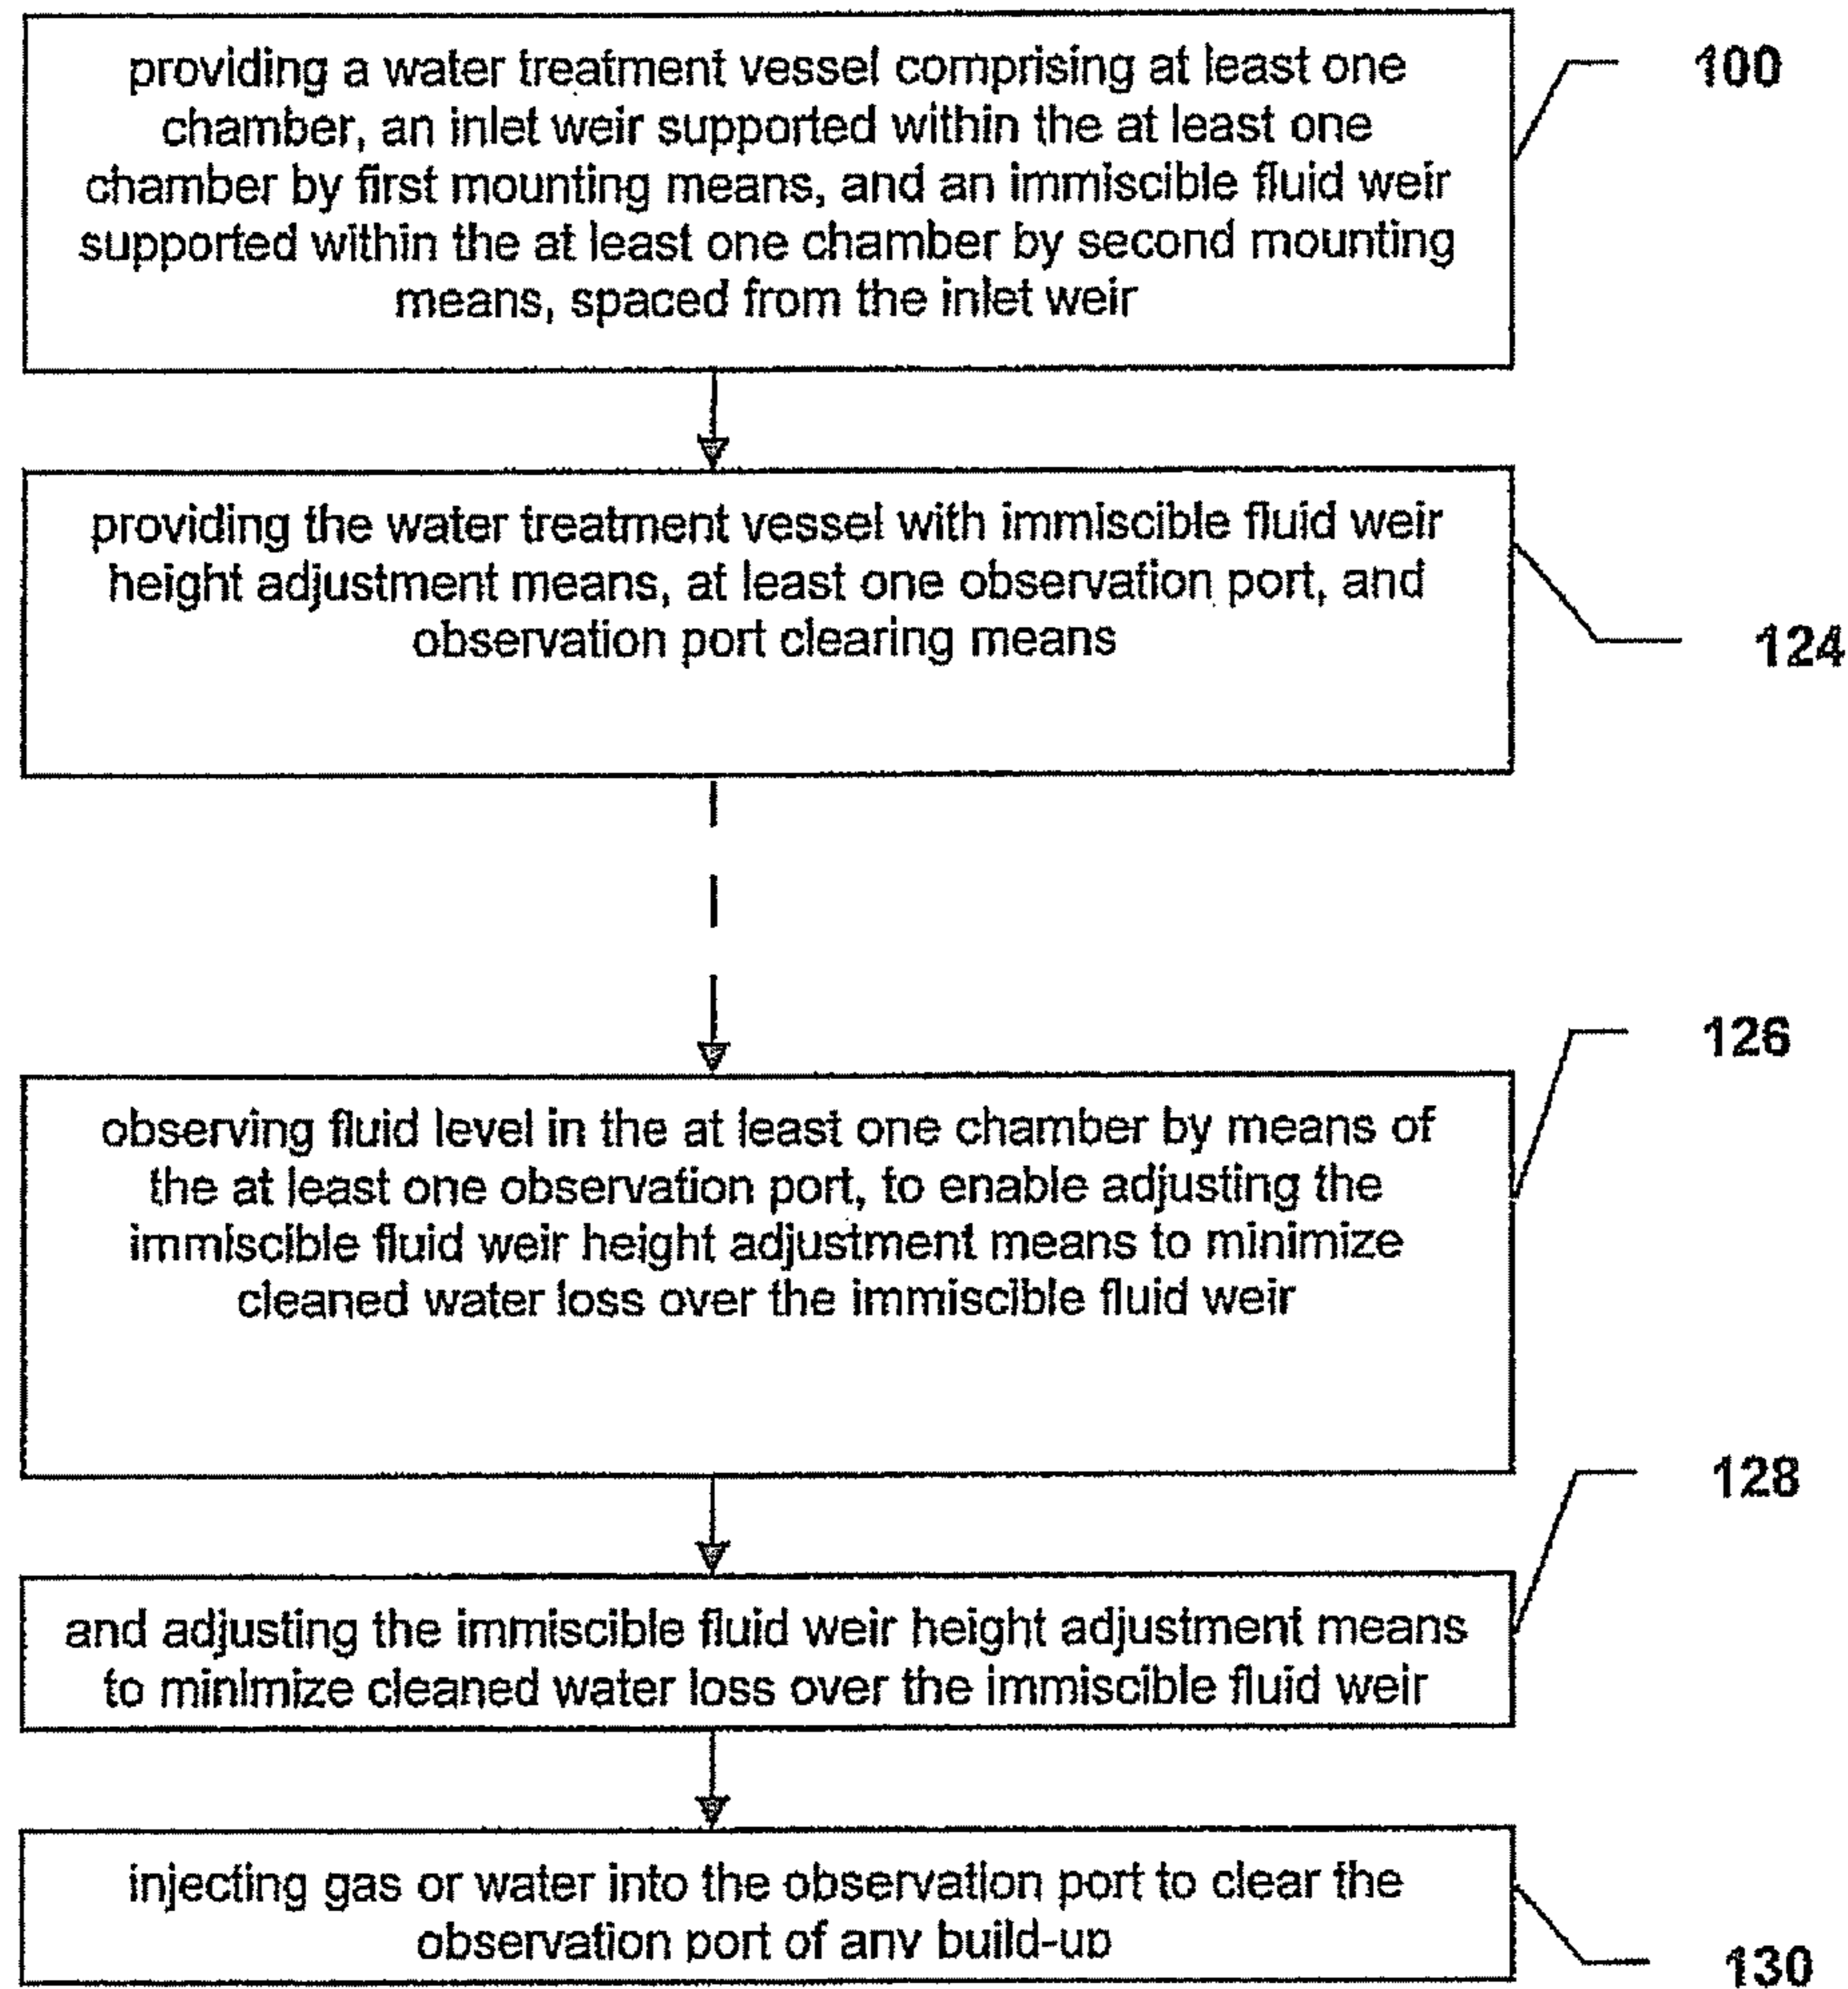 providing a water treatment vessel comprising at least one
100
chamber, an inlet weir supported within the at least one
chamber by first mounting means, and an immiscible fluid weir
supported within the at least one chamber by second mounting
means, spaced from the inlet weir
providing the water treatment vessel with immiscible fluid weir
height adjustment means, at least one observation port, and
observation port clearing means
124
126
observing fluid level in the at least one chamber by means of
the at least one observation port, to enable adjusting the
immiscible fluid weir height adjustment means to minimize
cleaned water loss over the immiscible fluid weir
128
and adjusting the immiscible fluid weir height adjustment means
to minimize cleaned water loss over the immiscible fluid weir
injecting gas or water into the observation port to clear the
observation port of any build-up
130